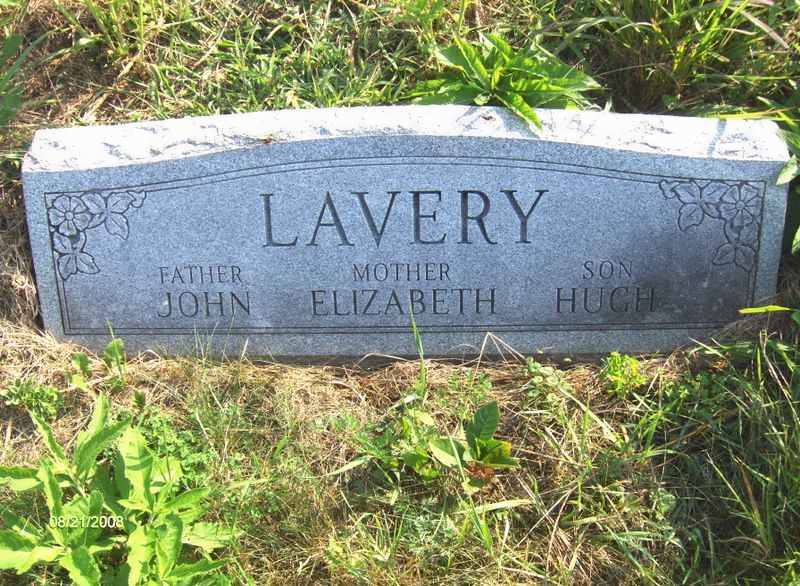 LAVERY
FATHER MOTHER SON
JOHN ELIZABETH HUGH
08/21/2008